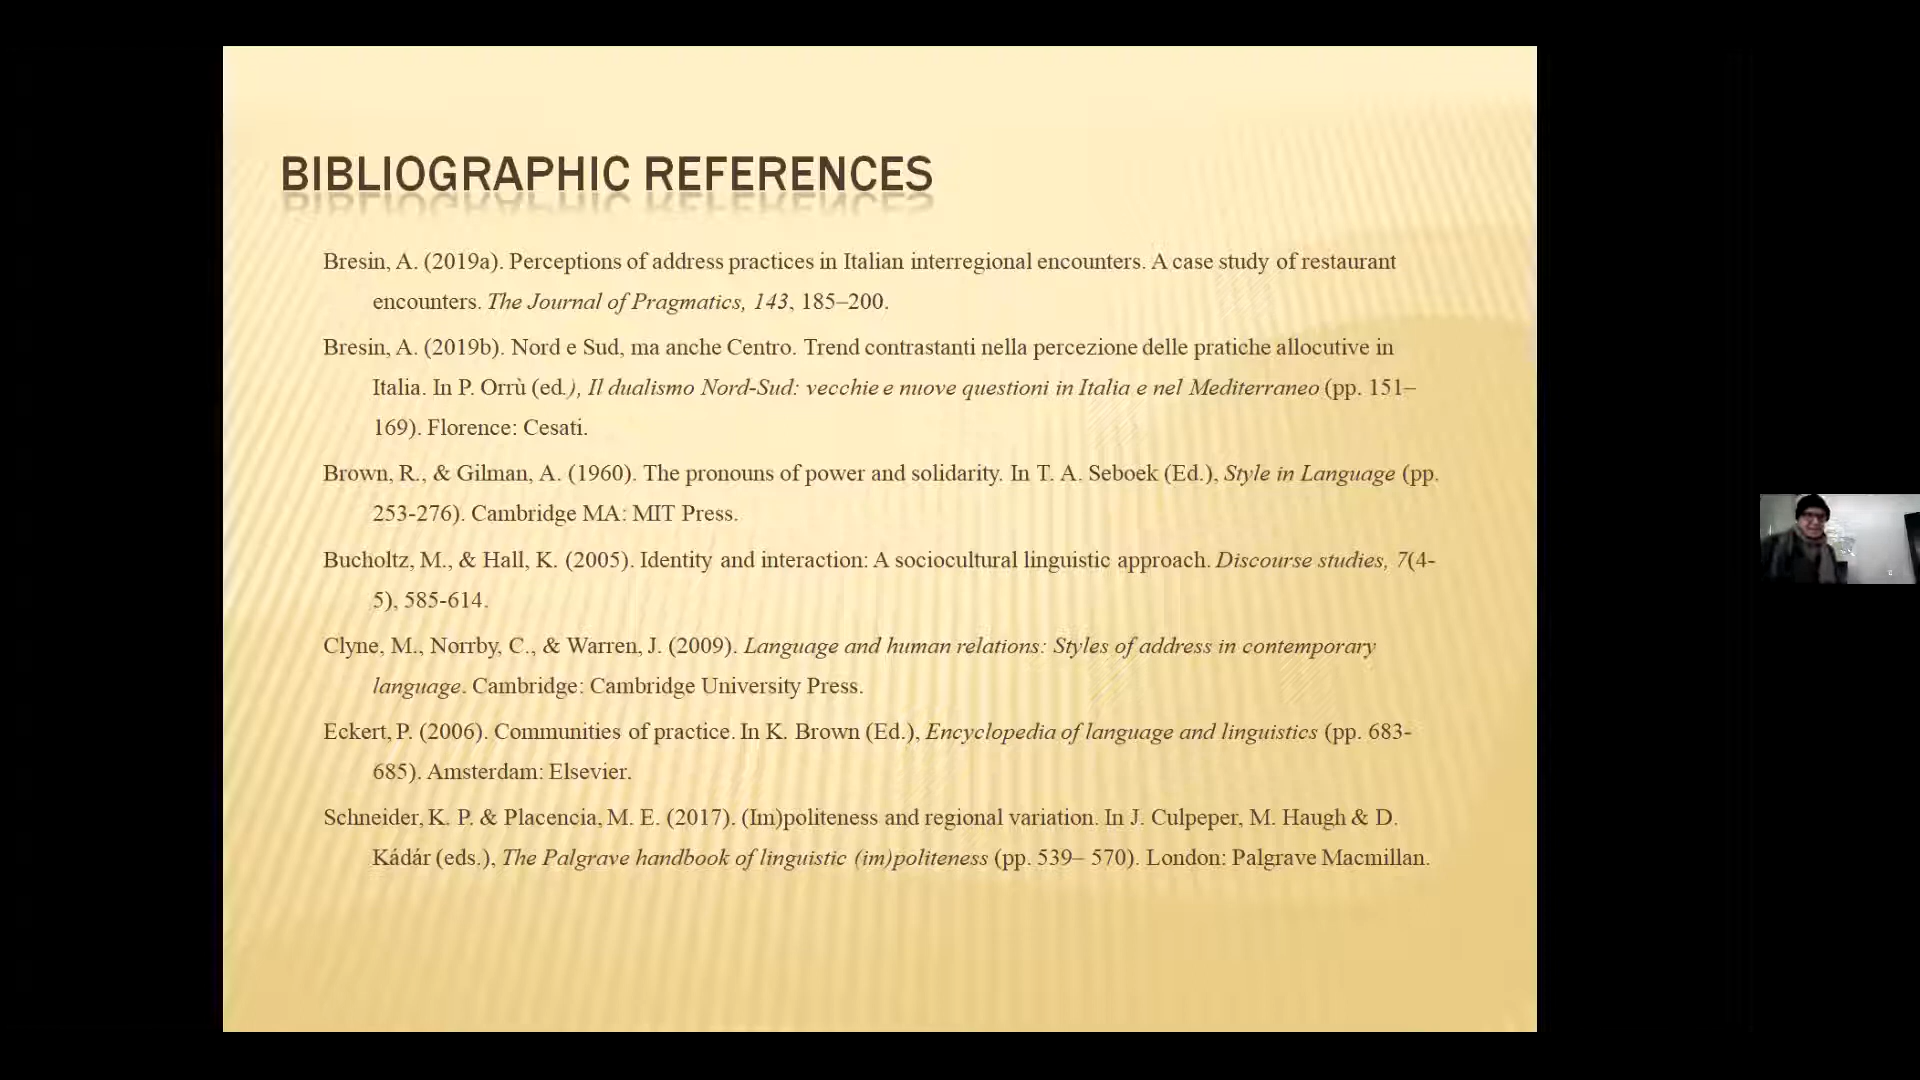 BIBLIOGRAPHIC REFERENCES
Bresin, A. (2019a). Perceptions of address practices in Italian interregional encounters. A case study of restaurant
encounters. The Journal of Pragmatics, 143, 185–200.
Bresin, A. (2019b). Nord e Sud, ma anche Centro. Trend contrastanti nella percezione delle pratiche allocutive in
Italia. In P. Orrù (ed.), Il dualismo Nord-Sud: vecchie e nuove questioni in Italia e nel Mediterraneo (pp. 151–
169). Florence: Cesati.
Brown, R., & Gilman, A. (1960). The pronouns of power and solidarity. In T. A. Seboek (Ed.), Style in Language (pp.
253-276). Cambridge MA: MIT Press.
Bucholtz, M., & Hall, K. (2005). Identity and interaction: A sociocultural linguistic approach. Discourse studies, 7(4-
5), 585-614.
Clyne, M., Norrby, C., & Warren, J. (2009). Language and human relations: Styles of address in contemporary
language. Cambridge: Cambridge University Press.
Eckert, P. (2006). Communities of practice. In K. Brown (Ed.), Encyclopedia of language and linguistics (pp. 683-
685). Amsterdam: Elsevier.
Schneider, K. P. & Placencia, M. E. (2017). (Im)politeness and regional variation. In J. Culpeper, M. Haugh & D.
Kádár (eds.), The Palgrave handbook of linguistic (im)politeness (pp. 539– 570). London: Palgrave Macmillan.